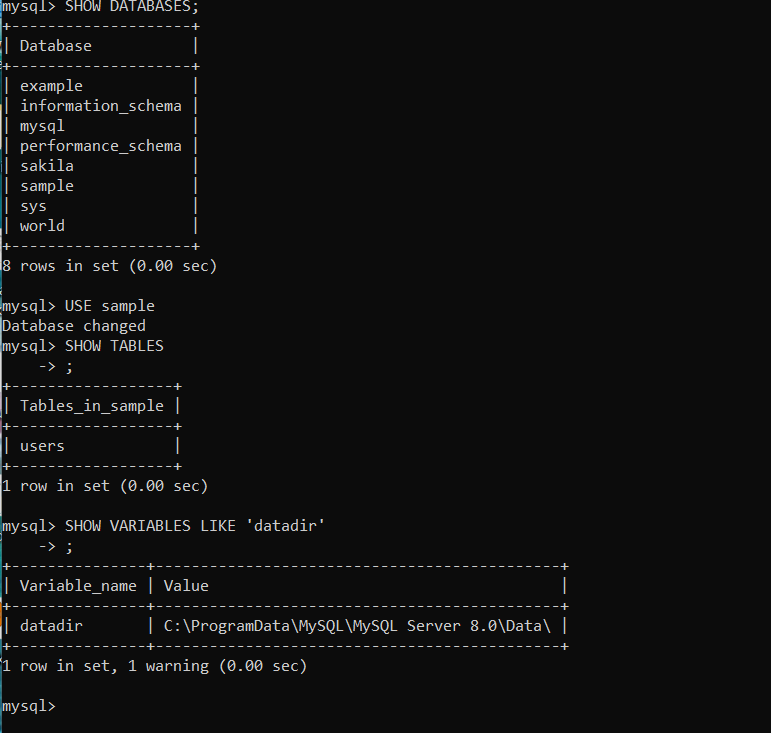 mysql> SHOW DATABASES;
+--------------------+
| Database           |
+--------------------+
| example            |
| information_schema |
| mysql              |
| performance_schema |
| sakila             |
| sample             |
| sys                |
| world              |
+--------------------+
8 rows in set (0.00 sec)

mysql> USE sample
Database changed
mysql> SHOW TABLES
    -> ;
+------------------+
| Tables_in_sample |
+------------------+
| users            |
+------------------+
1 row in set (0.00 sec)

mysql> SHOW VARIABLES LIKE 'datadir'
    -> ;
+---------------+---------------------------------------------+
| Variable_name | Value                                       |
+---------------+---------------------------------------------+
| datadir       | C:\ProgramData\MySQL\MySQL Server 8.0\Data\ |
+---------------+---------------------------------------------+
1 row in set, 1 warning (0.00 sec)

mysql>